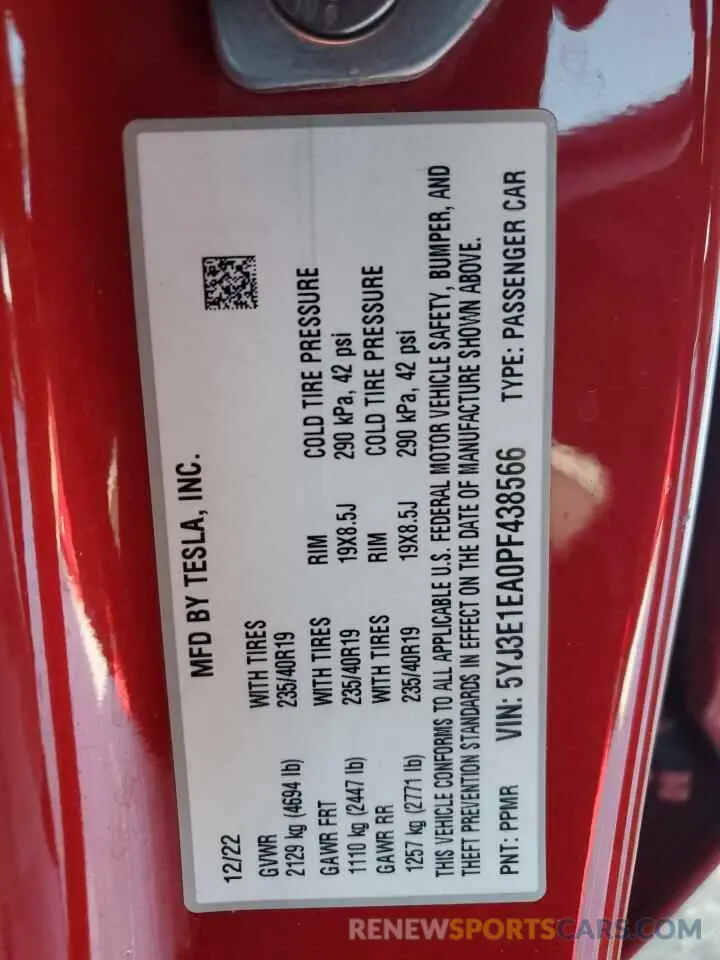 MFD BY TESLA, INC.
12/22
GVWR WITH TIRES RIM COLD TIRE PRESSURE
2129 kg (4694 lb) 235/40R19
GAWR FRT WITH TIRES RIM COLD TIRE PRESSURE
1110 kg (2447 lb) 235/40R19 19X8.5J 290 kPa, 42 psi
GAWR RR WITH TIRES RIM COLD TIRE PRESSURE
1257 kg (2771 lb) 235/40R19 19X8.5J 290 kPa, 42 psi
THIS VEHICLE CONFORMS TO ALL APPLICABLE U.S. FEDERAL MOTOR VEHICLE SAFETY, BUMPER, AND
THEFT PREVENTION STANDARDS IN EFFECT ON THE DATE OF MANUFACTURE SHOWN ABOVE.
PNT: PPMR VIN: 5YJ3E1EA0PF438566 TYPE: PASSENGER CAR
RENEWSPORTSCARS.COM